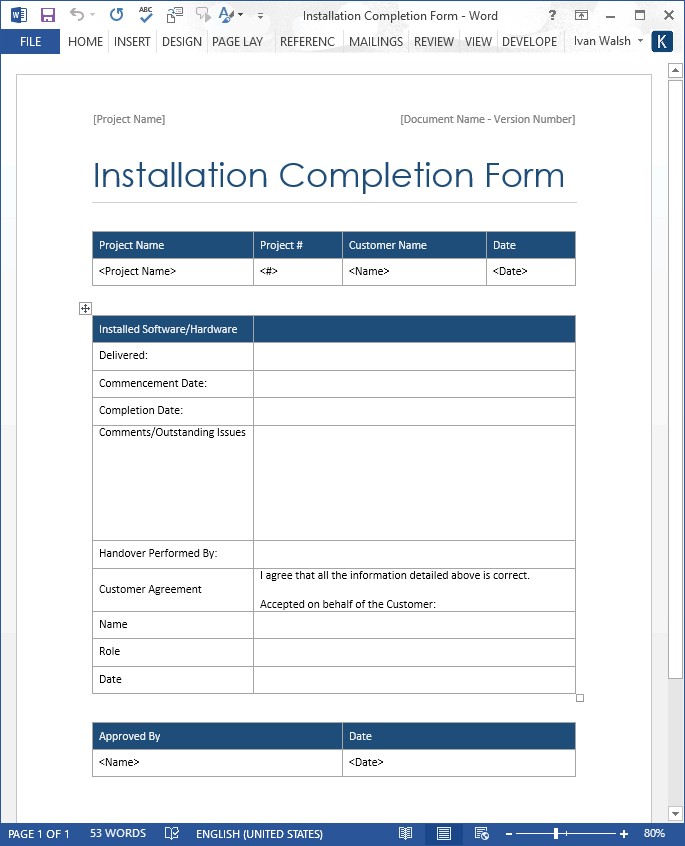 Installation Completion Form - Word
?
FILE HOME INSERT DESIGN PAGE LAY REFERENC MAILINGS REVIEW VIEW DEVELOPE Ivan Walsh K
[Project Name] [Document Name - Version Number]
Installation Completion Form
Project Name Project # Customer Name Date
<Project Name> <#> <Name> <Date>
Installed Software/Hardware
Delivered:
Commencement Date:
Completion Date:
Comments/Outstanding Issues
Handover Performed By:
I agree that all the information detailed above is correct.
Customer Agreement
Accepted on behalf of the Customer:
Name
Role
Date
Approved By Date
<Name> <Date>
PAGE 1 OF 1 53 WORDS ENGLISH (UNITED STATES) 80%